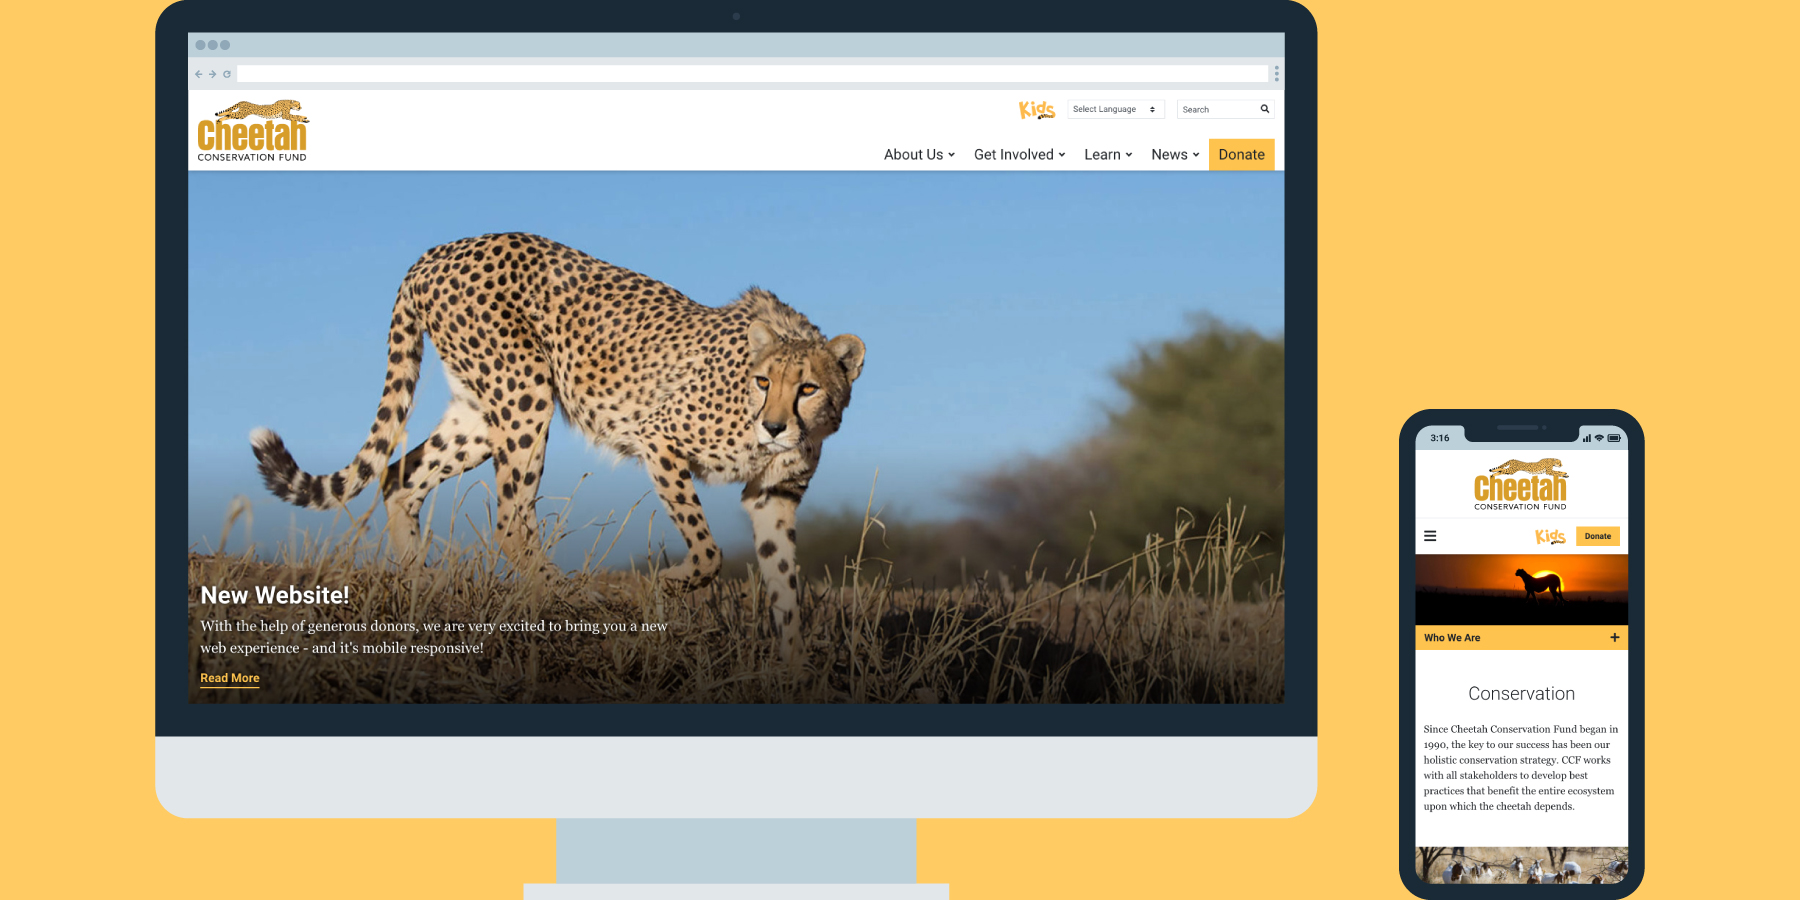 Cheetah
CONSERVATION FUND
Kids
Select Language
Search
About Us
Get Involved
Learn
News
Donate
New Website!
With the help of generous donors, we are very excited to bring you a new
web experience - and it's mobile responsive!
Read More
3:16
Cheetah
CONSERVATION FUND
Kids
Donate
Who We Are
Conservation
Since Cheetah Conservation Fund began in
1990, the key to our success has been our
holistic conservation strategy. CCF works
with all stakeholders to develop best
practices that benefit the entire ecosystem
upon which the cheetah depends.